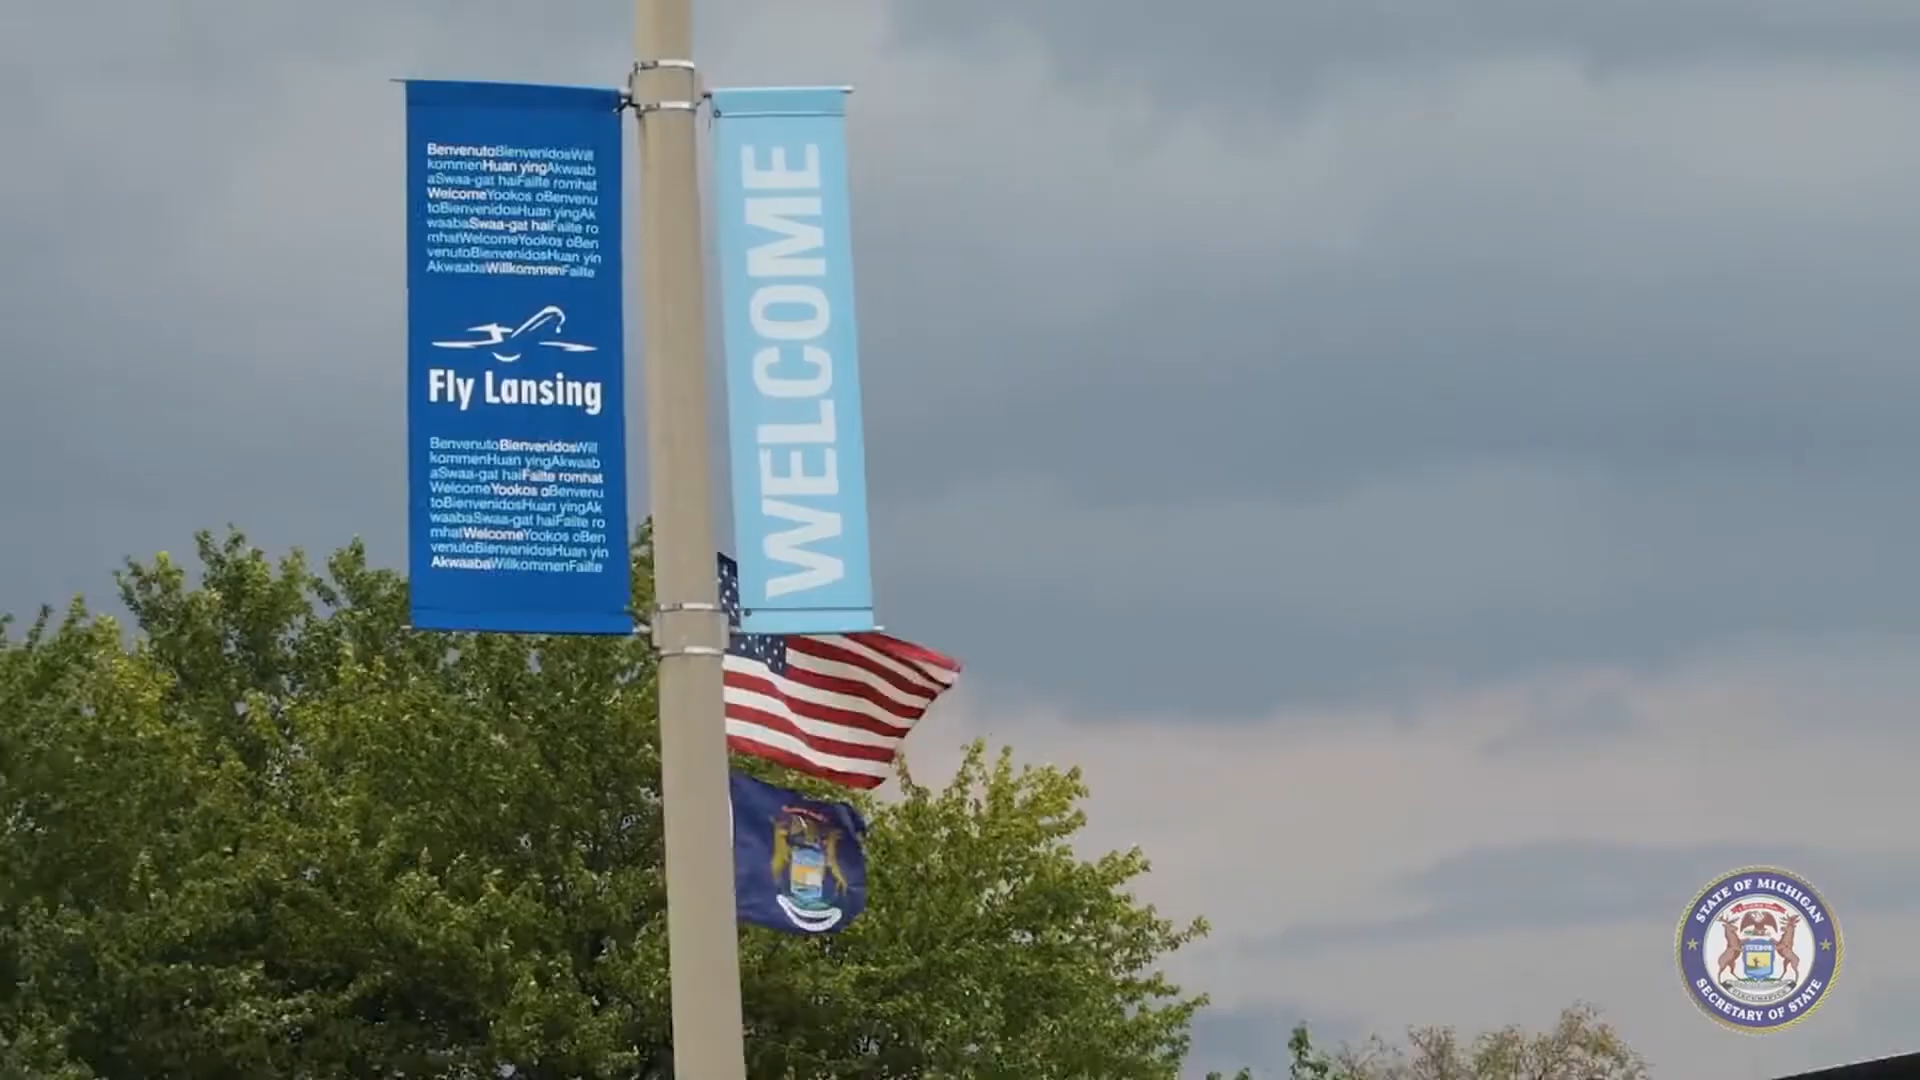 BenvenutoBienvenidosWill
kommenHuan yingAkwaab
aSwaa-gat haiFailte romhat
WelcomeYookos oBenvenu
toBienvenidosHuan yingAk
waabaSwaa-gat haiFailte ro
mhatWelcomeYookos oBen
venutoBienvenidosHuan yin
AkwaabaWillkommenFailte
Fly Lansing
BenvenutoBienvenidosWill
kommenHuan yingAkwaab
aSwaa-gat haiFailte romhat
WelcomeYookos oBenvenu
toBienvenidosHuan yingAk
waabaSwaa-gat haiFailte ro
mhatWelcomeYookos oBen
venutoBienvenidosHuan yin
AkwaabaWillkommenFailte
WELCOME
STATE OF MICHIGAN
TUEBOR
SECRETARY OF STATE